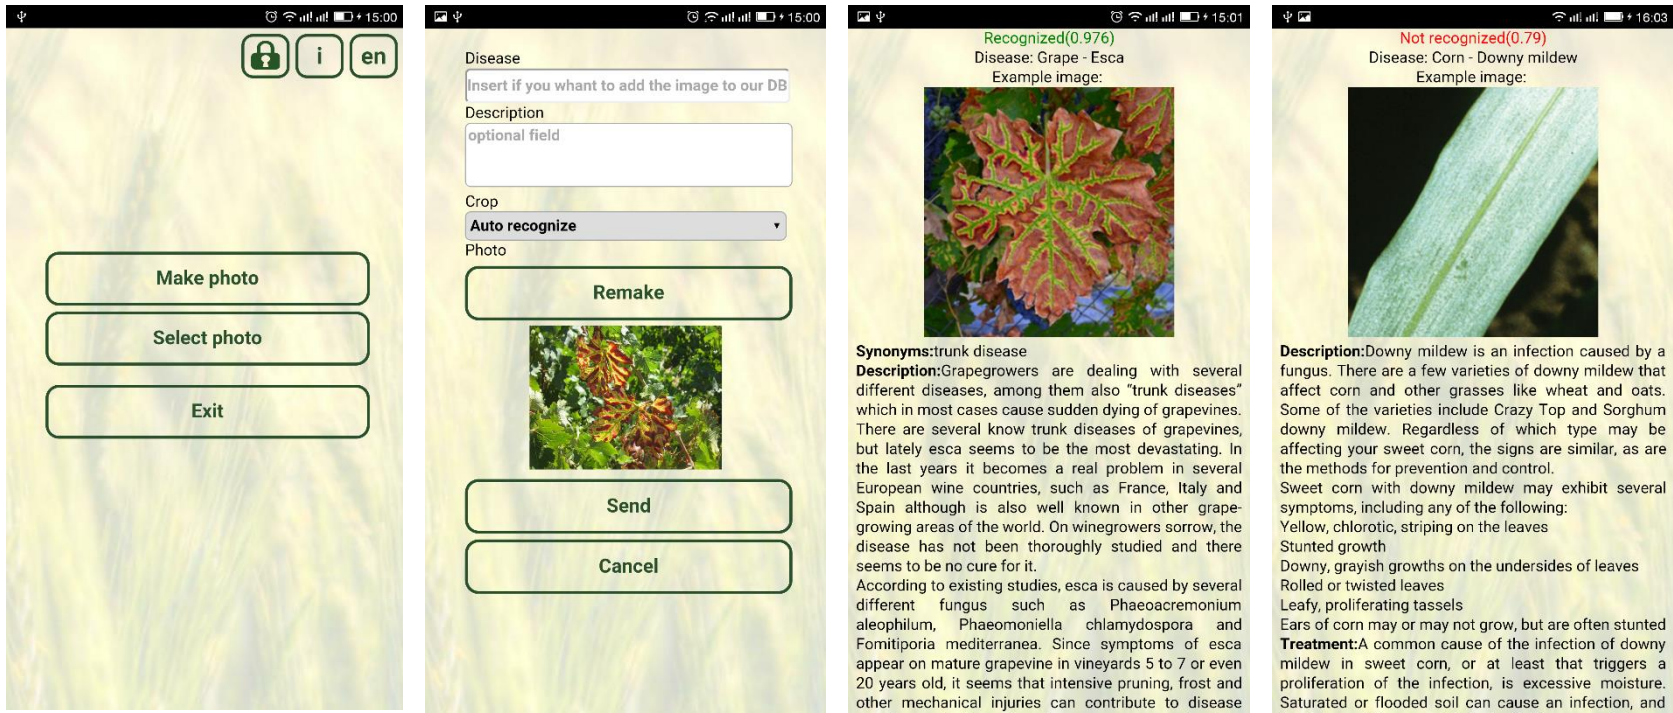 15:00
i
en
Make photo
Select photo
Exit
15:00
Disease
Insert if you whant to add the image to our DB
Description
optional field
Crop
Auto recognize
Photo
Remake
Send
Cancel
15:01
Recognized(0.976)
Disease: Grape - Esca
Example image:
Synonyms:trunk disease
Description:Grapegrowers are dealing with several
different diseases, among them also “trunk diseases”
which in most cases cause sudden dying of grapevines.
There are several know trunk diseases of grapevines,
but lately esca seems to be the most devastating. In
the last years it becomes a real problem in several
European wine countries, such as France, Italy and
Spain although is also well known in other grape-
growing areas of the world. On winegrowers sorrow, the
disease has not been thoroughly studied and there
seems to be no cure for it.
According to existing studies, esca is caused by several
different fungus such as Phaeoacremonium
aleophilum, Phaeomoniella chlamydospora and
Fomitiporia mediterranea. Since symptoms of esca
appear on mature grapevine in vineyards 5 to 7 or even
20 years old, it seems that intensive pruning, frost and
other mechanical injuries can contribute to disease
16:03
Not recognized(0.79)
Disease: Corn - Downy mildew
Example image:
Description:Downy mildew is an infection caused by a
fungus. There are a few varieties of downy mildew that
affect corn and other grasses like wheat and oats.
Some of the varieties include Crazy Top and Sorghum
downy mildew. Regardless of which type may be
affecting your sweet corn, the signs are similar, as are
the methods for prevention and control.
Sweet corn with downy mildew may exhibit several
symptoms, including any of the following:
Yellow, chlorotic, striping on the leaves
Stunted growth
Downy, grayish growths on the undersides of leaves
Rolled or twisted leaves
Leafy, proliferating tassels
Ears of corn may or may not grow, but are often stunted
Treatment:A common cause of the infection of downy
mildew in sweet corn, or at least that triggers a
proliferation of the infection, is excessive moisture.
Saturated or flooded soil can cause an infection, and